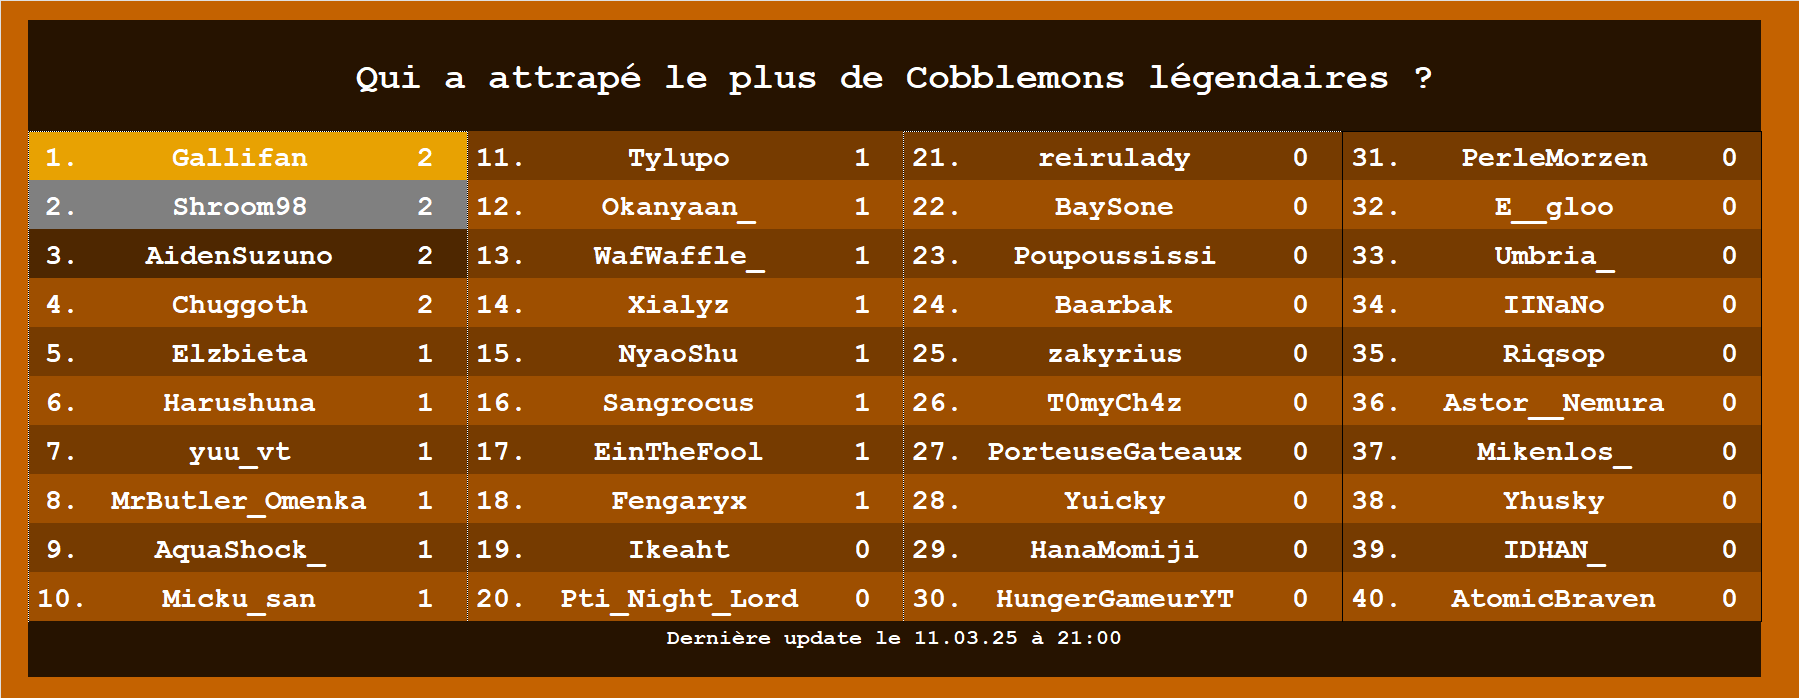 Qui a attrapé le plus de Cobblemons légendaires ?
1. Gallifan 2
2. Shroom98 2
3. AidenSuzuno 2
4. Chuggoth 2
5. Elzbieta 1
6. Harushuna 1
7. yuu_vt 1
8. MrButler_Omenka 1
9. AquaShock_ 1
10. Micku_san 1
11. Tylupo 1
12. Okanyaan_ 1
13. WafWaffle_ 1
14. Xialyz 1
15. NyaoShu 1
16. Sangrocus 1
17. EinTheFool 1
18. Fengaryx 1
19. Ikeaht 0
20. Pti_Night_Lord 0
21. reirulady 0
22. BaySone 0
23. Poupoussissi 0
24. Baarbak 0
25. zakyrius 0
26. T0myCh4z 0
27. PorteuseGateaux 0
28. Yuicky 0
29. HanaMomiji 0
30. HungerGameurYT 0
31. PerleMorzen 0
32. E__gloo 0
33. Umbria_ 0
34. IINaNo 0
35. Riqsop 0
36. Astor__Nemura 0
37. Mikenlos_ 0
38. Yhusky 0
39. IDHAN_ 0
40. AtomicBraven 0
Dernière update le 11.03.25 à 21:00